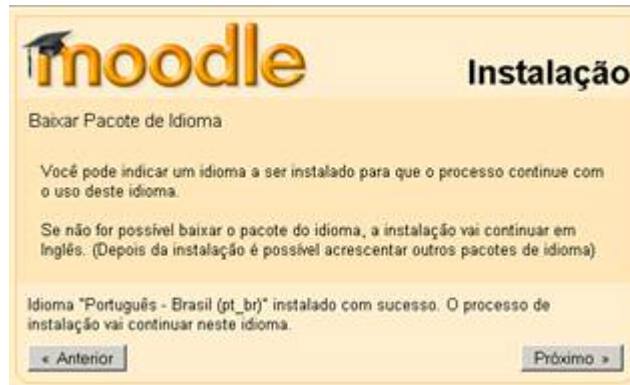 moodle
Instalação
Baixar Pacote de Idioma
Você pode indicar um idioma a ser instalado para que o processo continue com
o uso deste idioma.
Se não for possível baixar o pacote do idioma, a instalação vai continuar em
Inglês. (Depois da instalação é possível acrescentar outros pacotes de idioma)
Idioma "Português - Brasil (pt_br)" instalado com sucesso. O processo de
instalação vai continuar neste idioma.
« Anterior
Próximo »